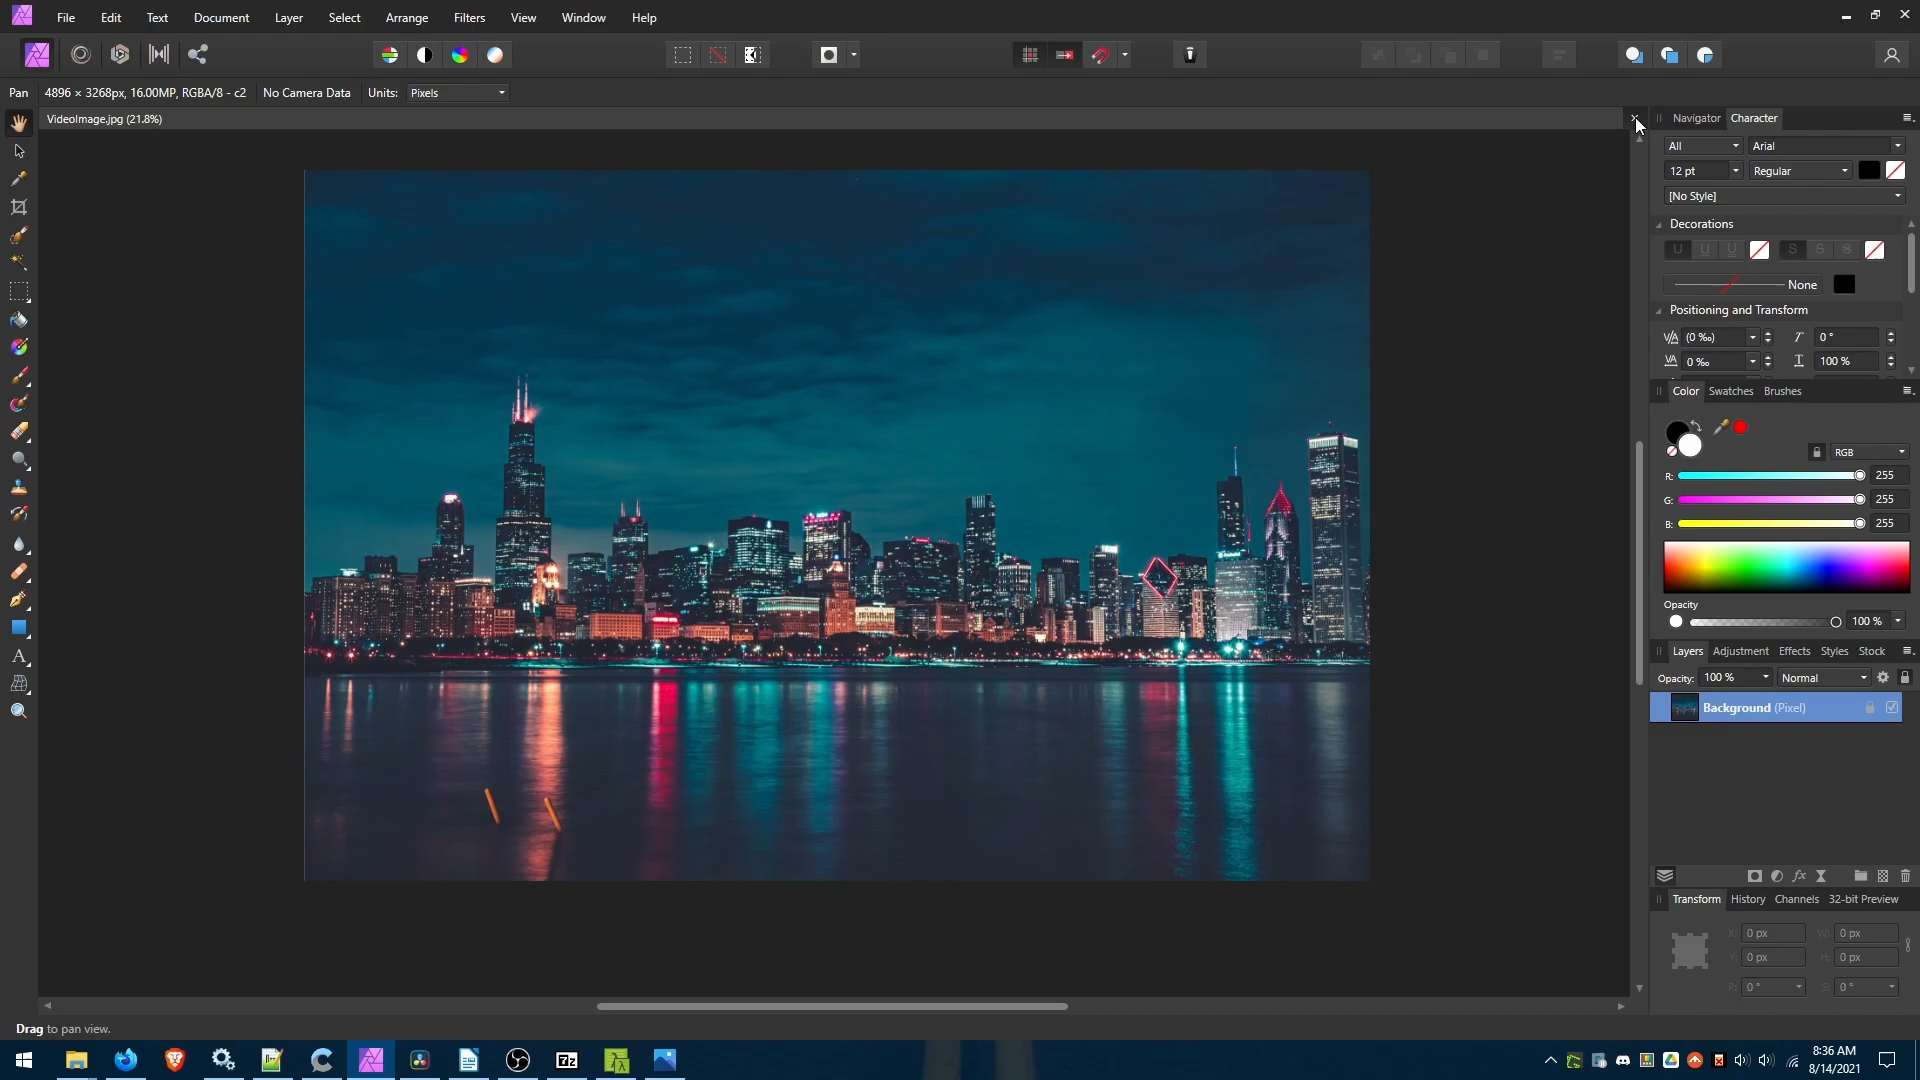 File Edit Text Document Layer Select Arrange Filters View Window Help
Pan 4896 × 3268px, 16.00MP, RGBA/8 - c2 No Camera Data Units: Pixels
VideoImage.jpg (21.8%)
Navigator Character
All Arial
12 pt Regular
[No Style]
Decorations
U U U S S S
None
Positioning and Transform
V/A (0 ‰) T 0 °
VA 0 ‰ T 100 %
Color Swatches Brushes
RGB
R: 255
G: 255
B: 255
Opacity
100 %
Layers Adjustment Effects Styles Stock
Opacity: 100 % Normal
Background (Pixel)
fx
Transform History Channels 32-bit Preview
X: 0 px W: 0 px
Y: 0 px H: 0 px
R: 0 ° S: 0 °
Drag to pan view.
7z
8:36 AM
8/14/2021